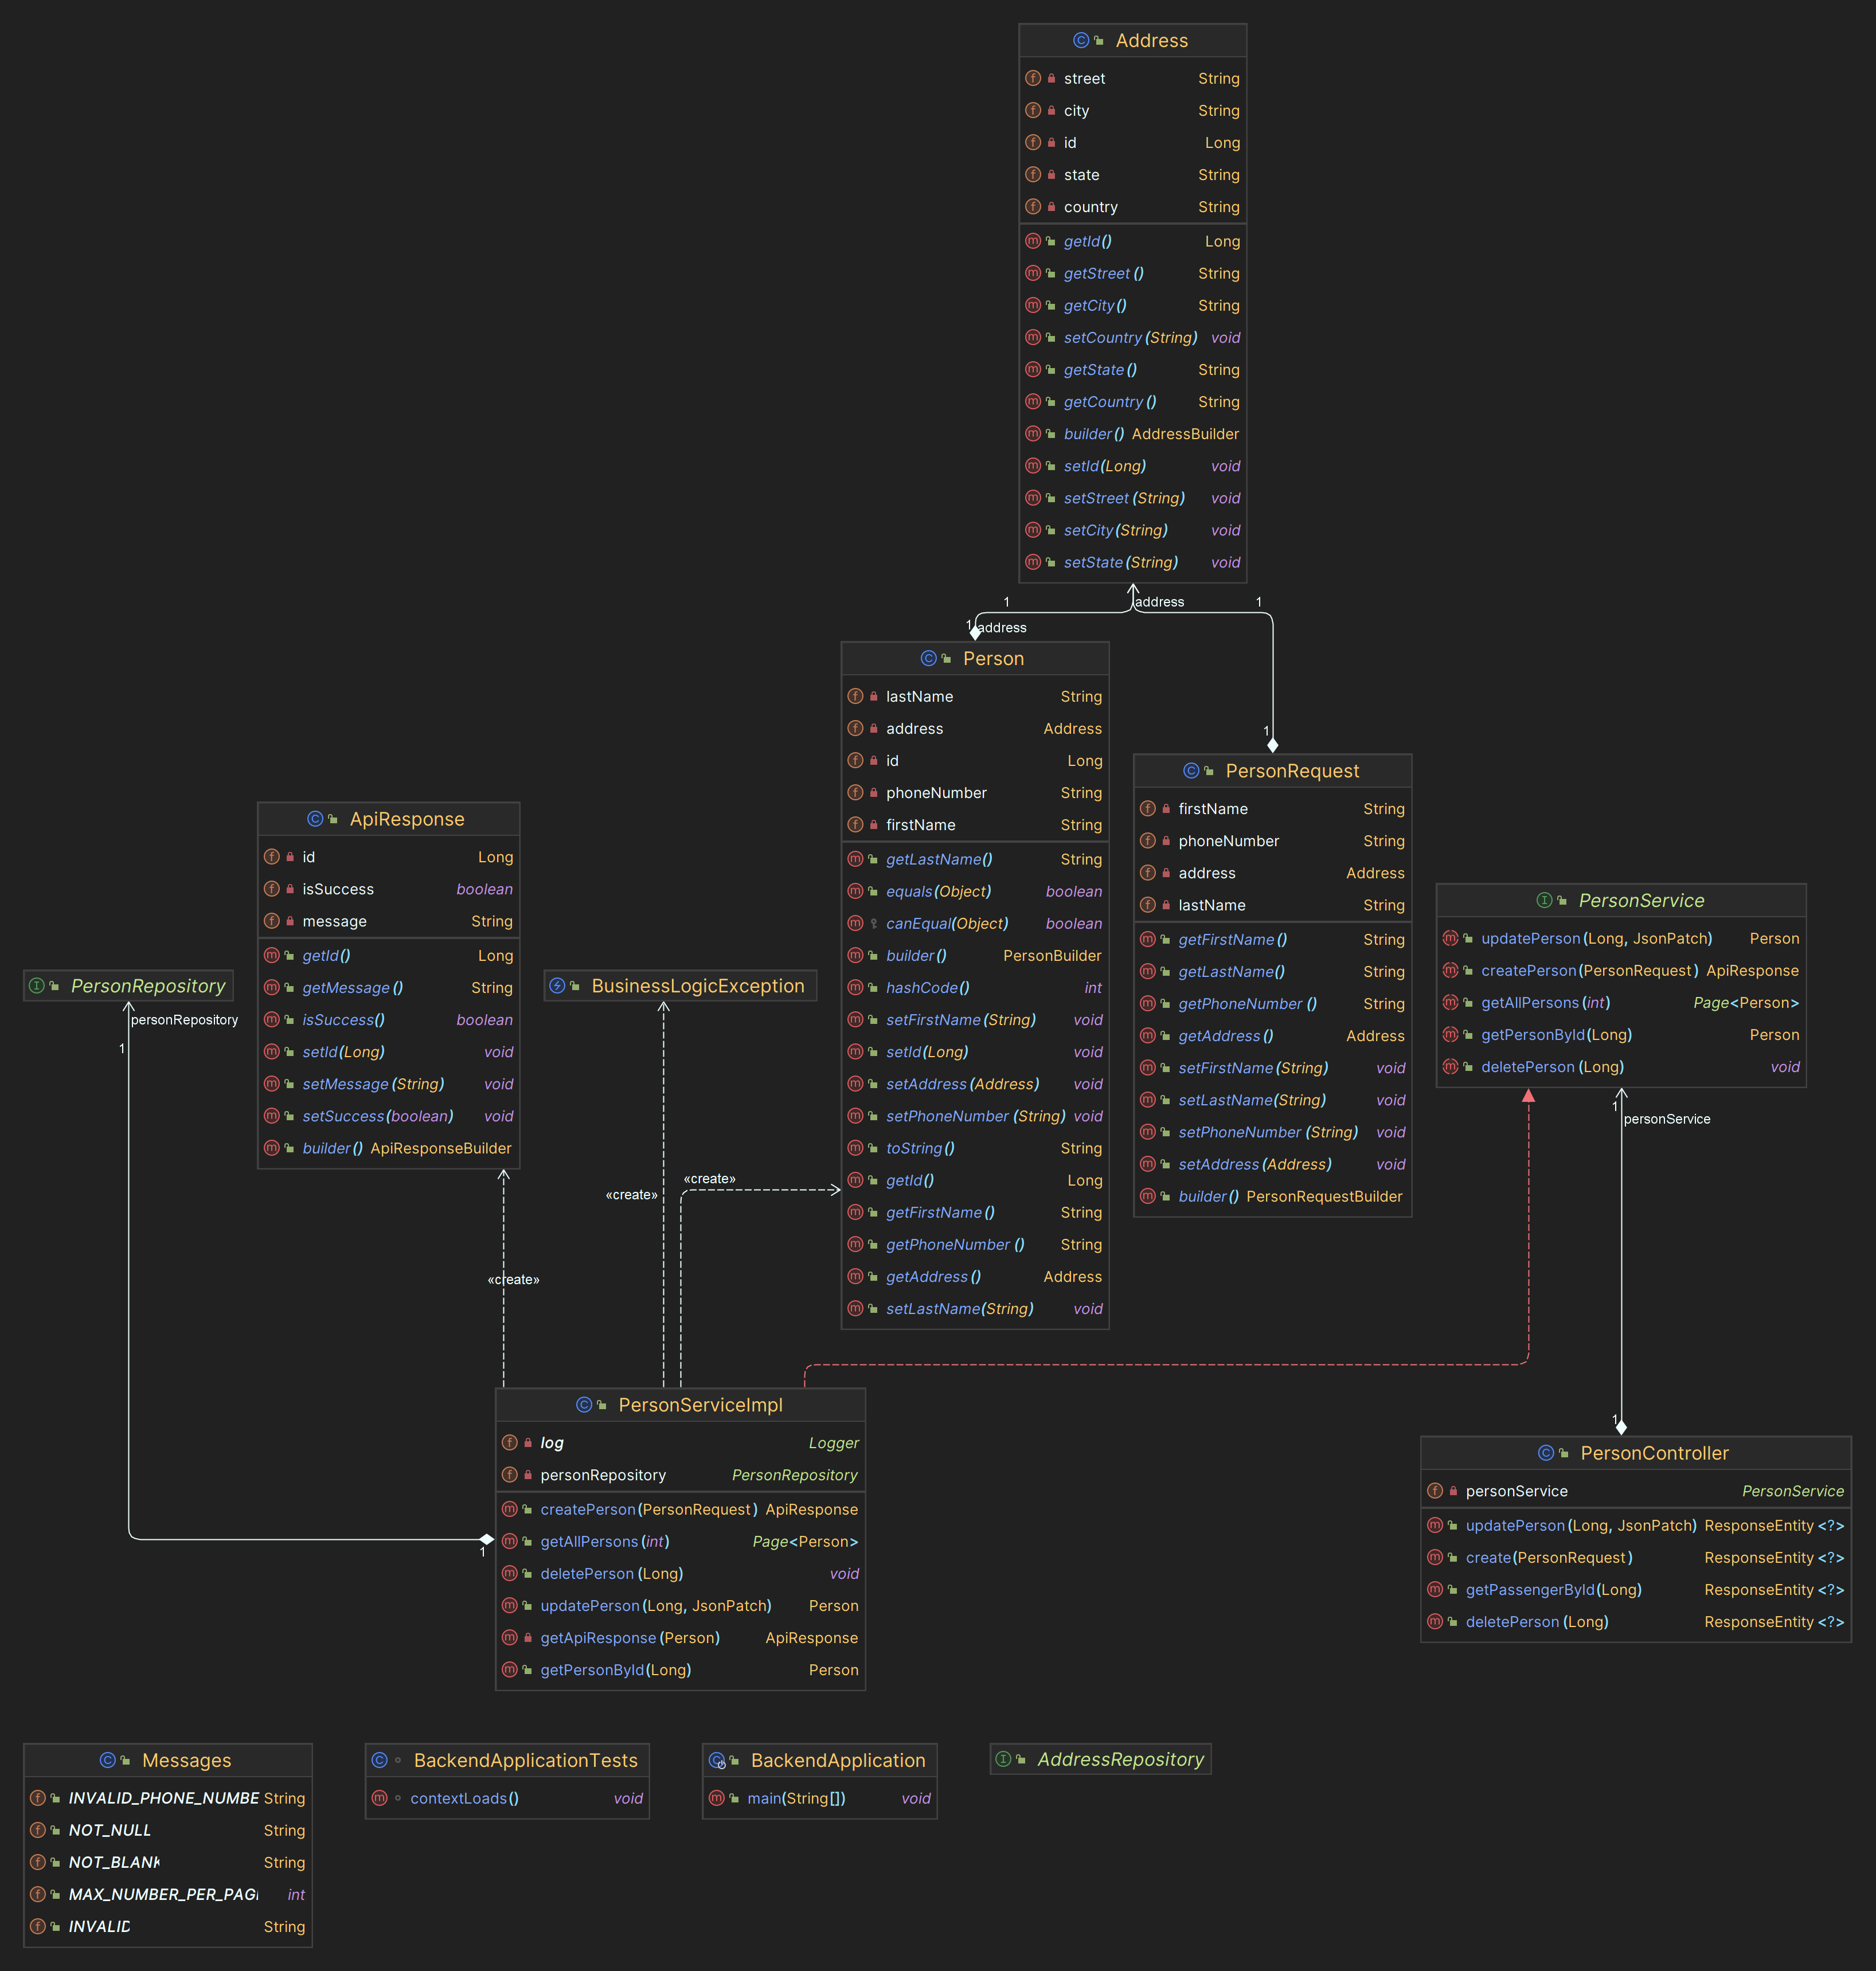 Address
street String
city String
id Long
state String
country String
getId() Long
getStreet() String
getCity() String
setCountry(String) void
getState() String
getCountry() String
builder() AddressBuilder
setId(Long) void
setStreet(String) void
setCity(String) void
setState(String) void
1
address
1
1
address
Person
lastName String
address Address
id Long
phoneNumber String
firstName String
getLastName() String
equals(Object) boolean
canEqual(Object) boolean
builder() PersonBuilder
hashCode() int
setFirstName(String) void
setId(Long) void
setAddress(Address) void
setPhoneNumber(String) void
toString() String
getId() Long
getFirstName() String
getPhoneNumber() String
getAddress() Address
setLastName(String) void
1
PersonRequest
firstName String
phoneNumber String
address Address
lastName String
getFirstName() String
getLastName() String
getPhoneNumber() String
getAddress() Address
setFirstName(String) void
setLastName(String) void
setPhoneNumber(String) void
setAddress(Address) void
builder() PersonRequestBuilder
ApiResponse
id Long
isSuccess boolean
message String
getId() Long
getMessage() String
isSuccess() boolean
setId(Long) void
setMessage(String) void
setSuccess(boolean) void
builder() ApiResponseBuilder
PersonService
updatePerson(Long, JsonPatch) Person
createPerson(PersonRequest) ApiResponse
getAllPersons(int) Page<Person>
getPersonById(Long) Person
deletePerson(Long) void
PersonRepository
personRepository
1
BusinessLogicException
1
personService
«create»
«create»
«create»
PersonServiceImpl
log Logger
personRepository PersonRepository
createPerson(PersonRequest) ApiResponse
getAllPersons(int) Page<Person>
deletePerson(Long) void
updatePerson(Long, JsonPatch) Person
getApiResponse(Person) ApiResponse
getPersonById(Long) Person
1
1
PersonController
personService PersonService
updatePerson(Long, JsonPatch) ResponseEntity<?>
create(PersonRequest) ResponseEntity<?>
getPassengerById(Long) ResponseEntity<?>
deletePerson(Long) ResponseEntity<?>
Messages
INVALID_PHONE_NUMBE String
NOT_NULL String
NOT_BLANK String
MAX_NUMBER_PER_PAG int
INVALID String
BackendApplicationTests
contextLoads() void
BackendApplication
main(String[]) void
AddressRepository